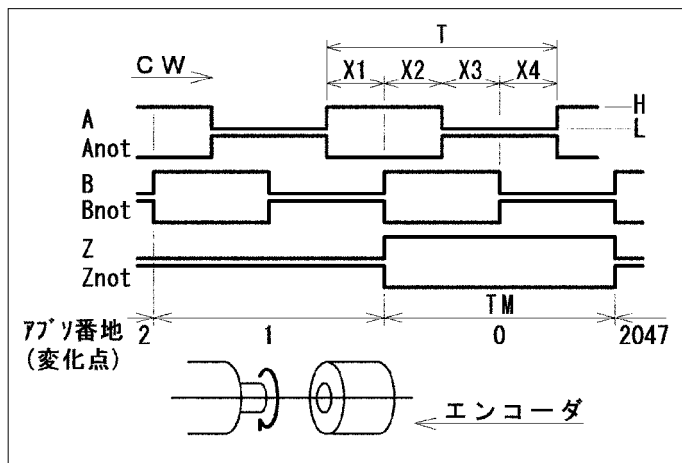 T
CW
X1 X2 X3 X4
A
Anot
H
L
B
Bnot
Z
Znot
TM
アブソ番地
(変化点)
2 1 0 2047
エンコーダ